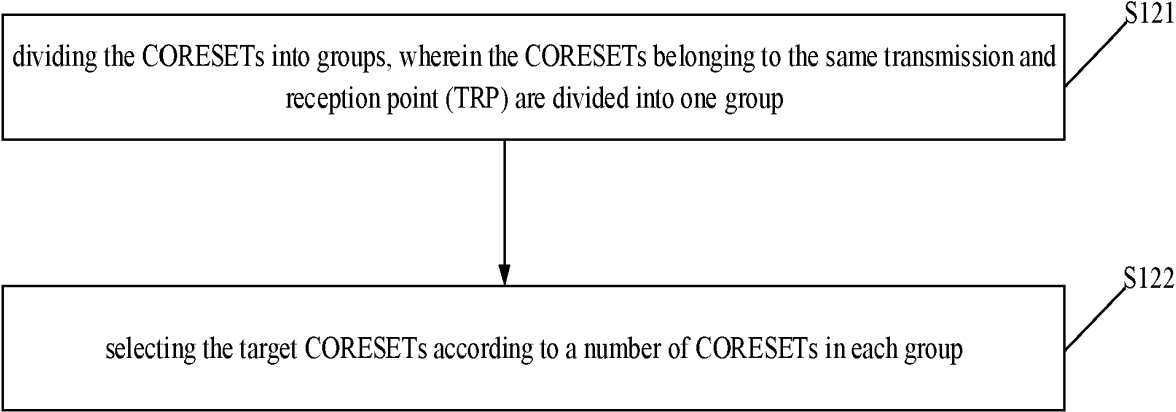 S121
dividing the CORESETs into groups, wherein the CORESETs belonging to the same transmission and
reception point (TRP) are divided into one group
S122
selecting the target CORESETs according to a number of CORESETs in each group